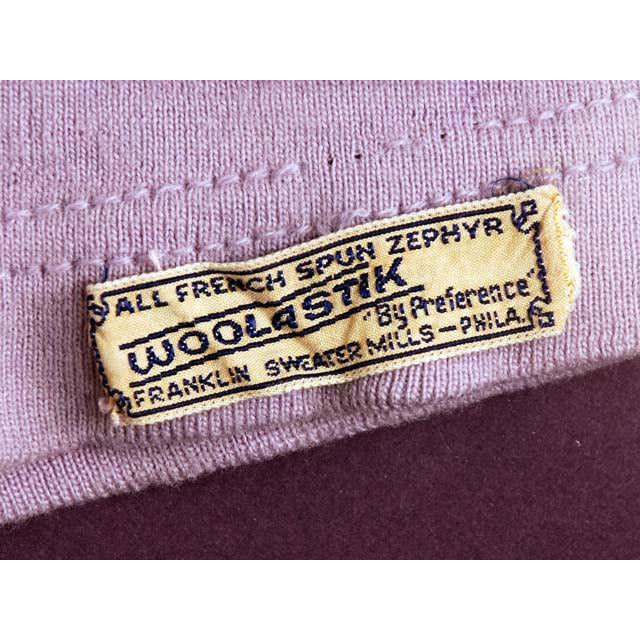 ALL FRENCH SPUN ZEPHYR
WOOLaSTIK
"By Preference"
FRANKLIN SWEATER MILLS - PHILA.